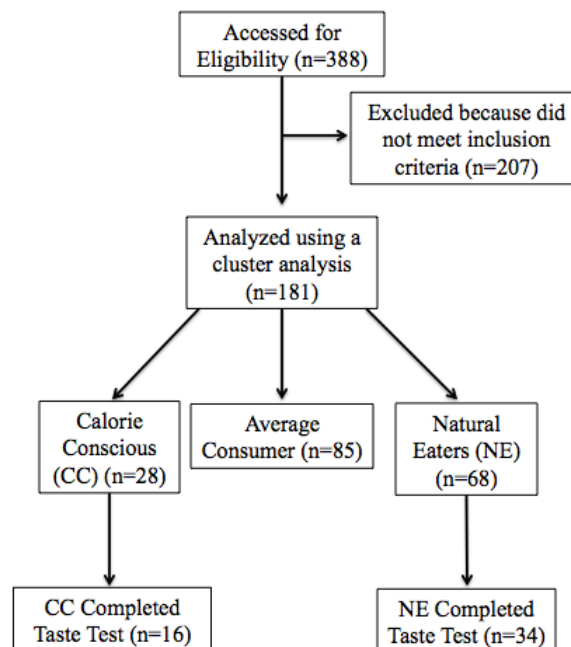 Accessed for
Eligibility (n=388)
Excluded because did
not meet inclusion
criteria (n=207)
Analyzed using a
cluster analysis
(n=181)
Calorie
Conscious
(CC) (n=28)
Average
Consumer (n=85)
Natural
Eaters (NE)
(n=68)
CC Completed
Taste Test (n=16)
NE Completed
Taste Test (n=34)